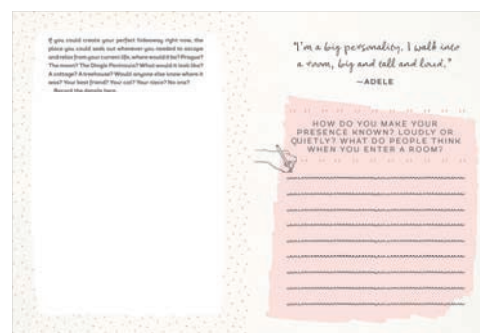 If you could create your perfect hideaway right now, the
place you could seek out whenever you needed to escape
and relax from your current life, where would it be? Prague?
The moon? The Dingle Peninsula? What would it look like?
A cottage? A treehouse? Would anyone else know where it
was? Your best friend? Your cat? Your niece? No one?
Record the details here.
"I'm a big personality. I walk into
a room, big and tall and loud."
—ADELE
HOW DO YOU MAKE YOUR
PRESENCE KNOWN? LOUDLY OR
QUIETLY? WHAT DO PEOPLE THINK
WHEN YOU ENTER A ROOM?